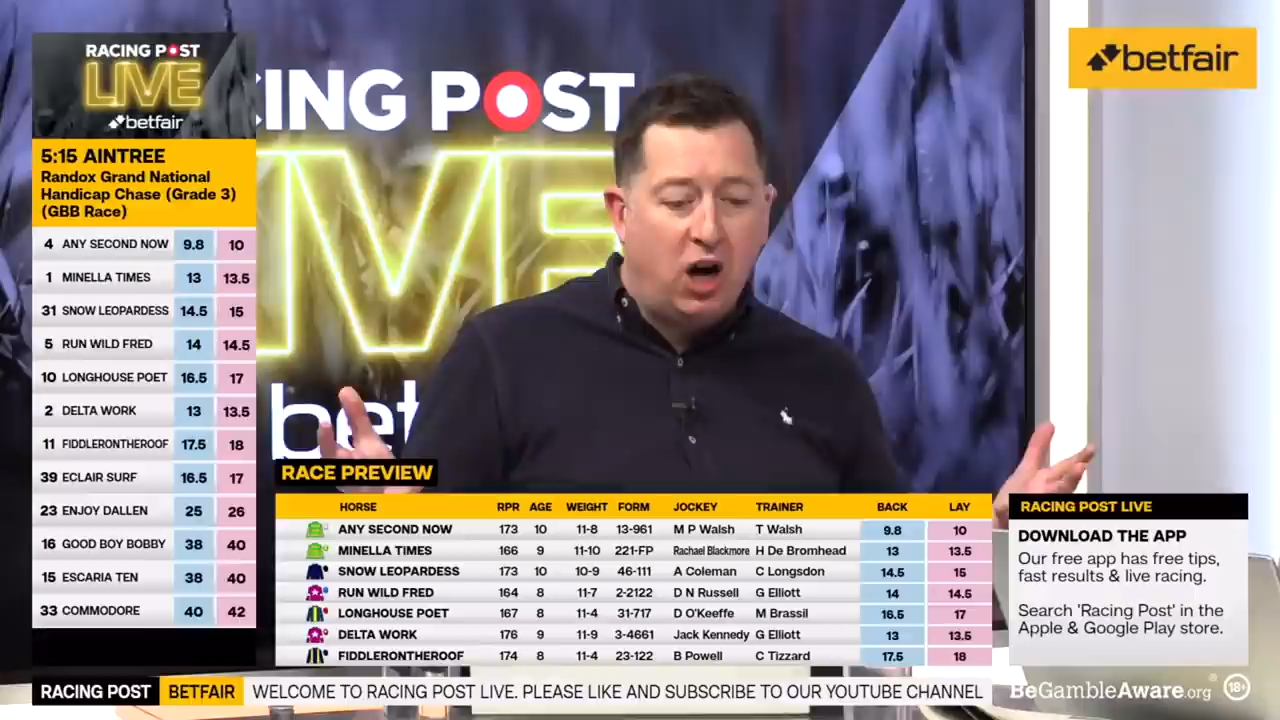 RACING POST
LIVE
betfair
5:15 AINTREE
Randox Grand National
Handicap Chase (Grade 3)
(GBB Race)
4 ANY SECOND NOW 9.8 10
1 MINELLA TIMES 13 13.5
31 SNOW LEOPARDESS 14.5 15
5 RUN WILD FRED 14 14.5
10 LONGHOUSE POET 16.5 17
2 DELTA WORK 13 13.5
11 FIDDLERONTHEROOF 17.5 18
39 ECLAIR SURF 16.5 17
23 ENJOY DALLEN 25 26
16 GOOD BOY BOBBY 38 40
15 ESCARIA TEN 38 40
33 COMMODORE 40 42
CING POST
IVE
bet
betfair
RACE PREVIEW
HORSE RPR AGE WEIGHT FORM JOCKEY TRAINER BACK LAY
ANY SECOND NOW 173 10 11-8 13-961 M P Walsh T Walsh 9.8 10
MINELLA TIMES 166 9 11-10 221-FP Rachael Blackmore H De Bromhead 13 13.5
SNOW LEOPARDESS 173 10 10-9 46-111 A Coleman C Longsdon 14.5 15
RUN WILD FRED 164 8 11-7 2-2122 D N Russell G Elliott 14 14.5
LONGHOUSE POET 167 8 11-4 31-717 D O'Keeffe M Brassil 16.5 17
DELTA WORK 176 9 11-9 3-4661 Jack Kennedy G Elliott 13 13.5
FIDDLERONTHEROOF 174 8 11-4 23-122 B Powell C Tizzard 17.5 18
RACING POST LIVE
DOWNLOAD THE APP
Our free app has free tips,
fast results & live racing.
Search 'Racing Post' in the
Apple & Google Play store.
RACING POST BETFAIR WELCOME TO RACING POST LIVE. PLEASE LIKE AND SUBSCRIBE TO OUR YOUTUBE CHANNEL
BeGambleAware.org® 18+